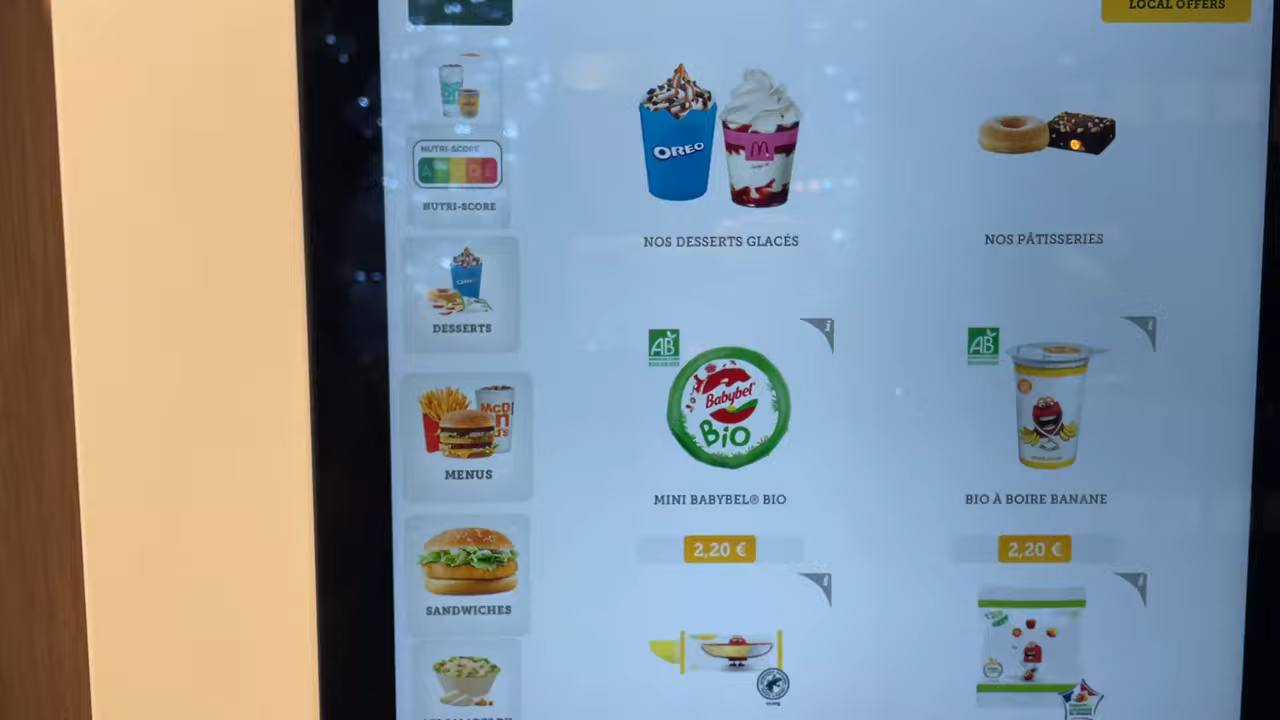 LOCAL OFFERS
NUTRI-SCORE
NUTRI-SCORE
OREO
NOS DESSERTS GLACÉS
NOS PÂTISSERIES
DESSERTS
AB
AB
Babybel
Bio
MENUS
MINI BABYBEL® BIO
BIO À BOIRE BANANE
2,20 €
2,20 €
SANDWICHES